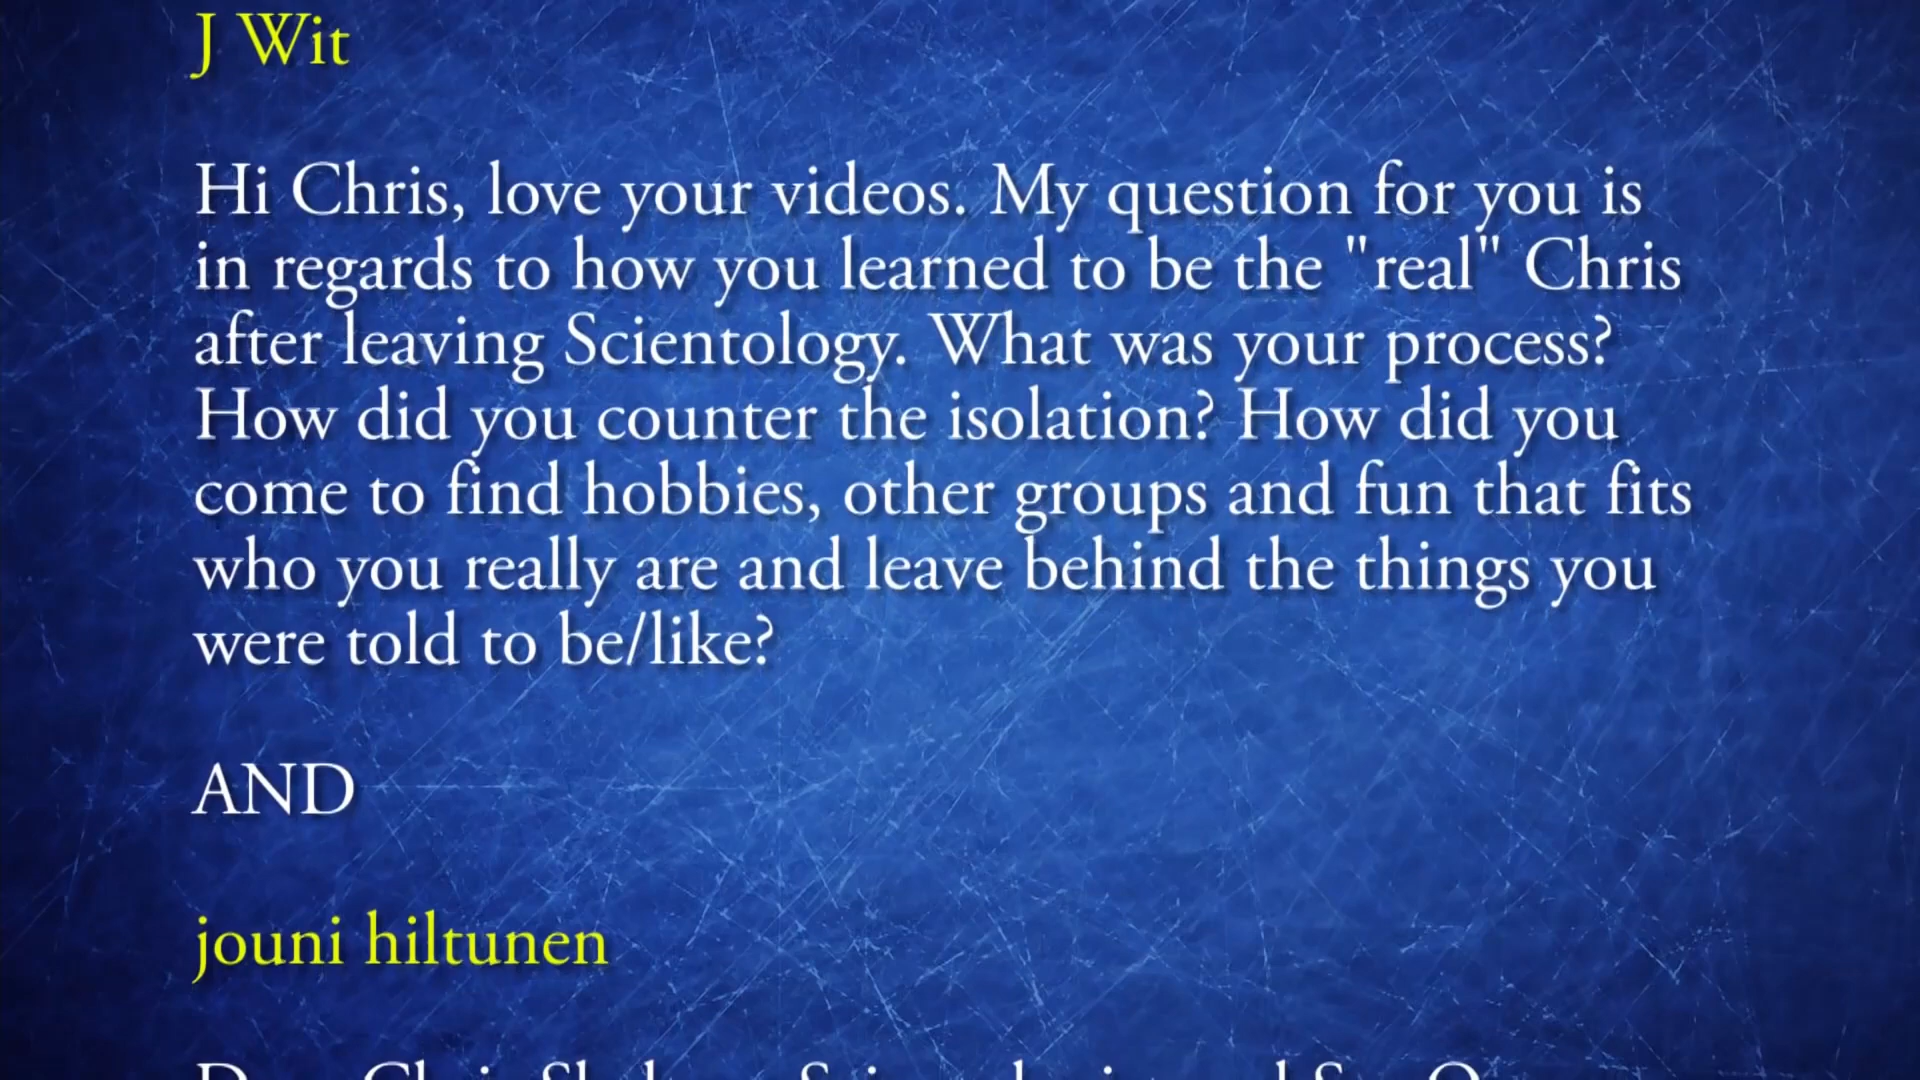 J Wit
Hi Chris, love your videos. My question for you is
in regards to how you learned to be the "real" Chris
after leaving Scientology. What was your process?
How did you counter the isolation? How did you
come to find hobbies, other groups and fun that fits
who you really are and leave behind the things you
were told to be/like?
AND
jouni hiltunen